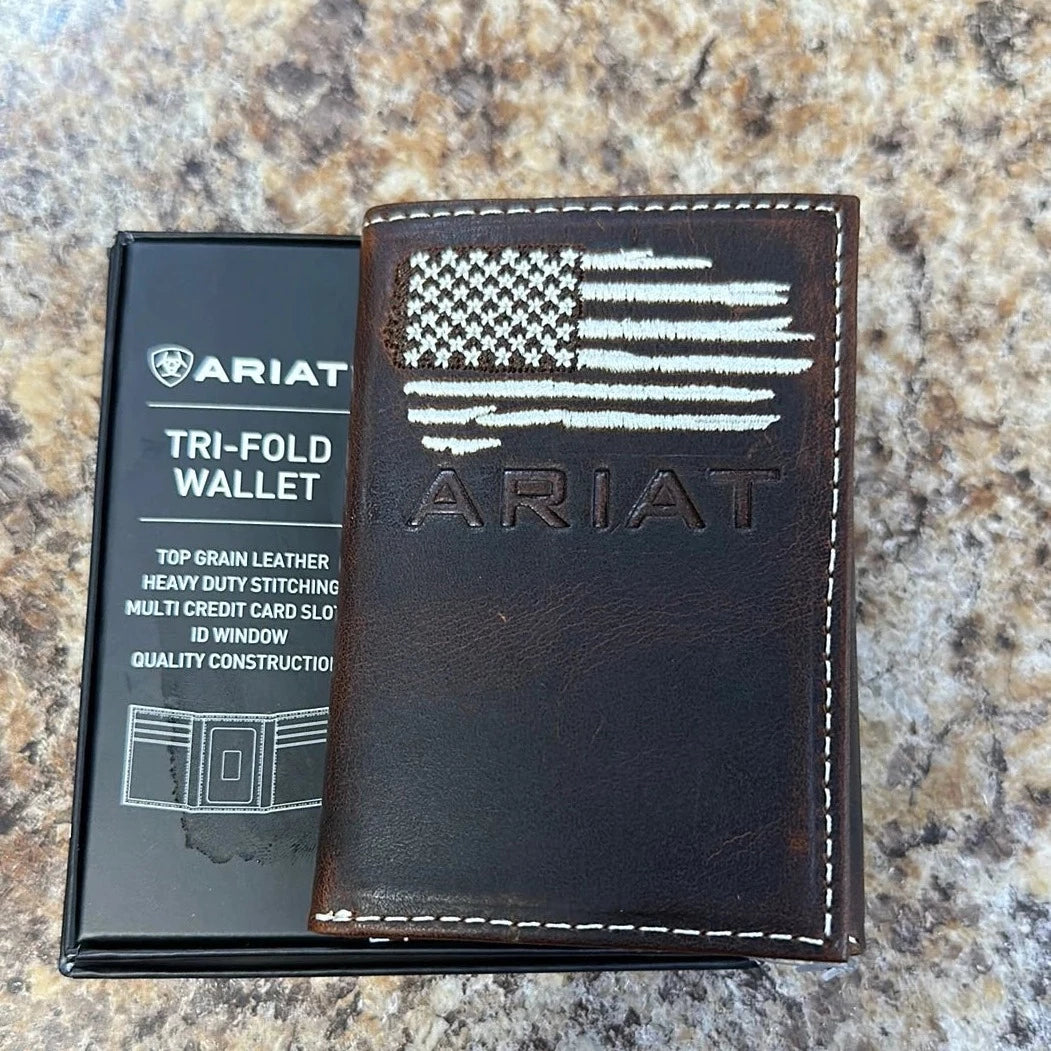 ARIAT
TRI-FOLD
WALLET
TOP GRAIN LEATHER
HEAVY DUTY STITCHING
MULTI CREDIT CARD SLOT
ID WINDOW
QUALITY CONSTRUCTION
ARIAT